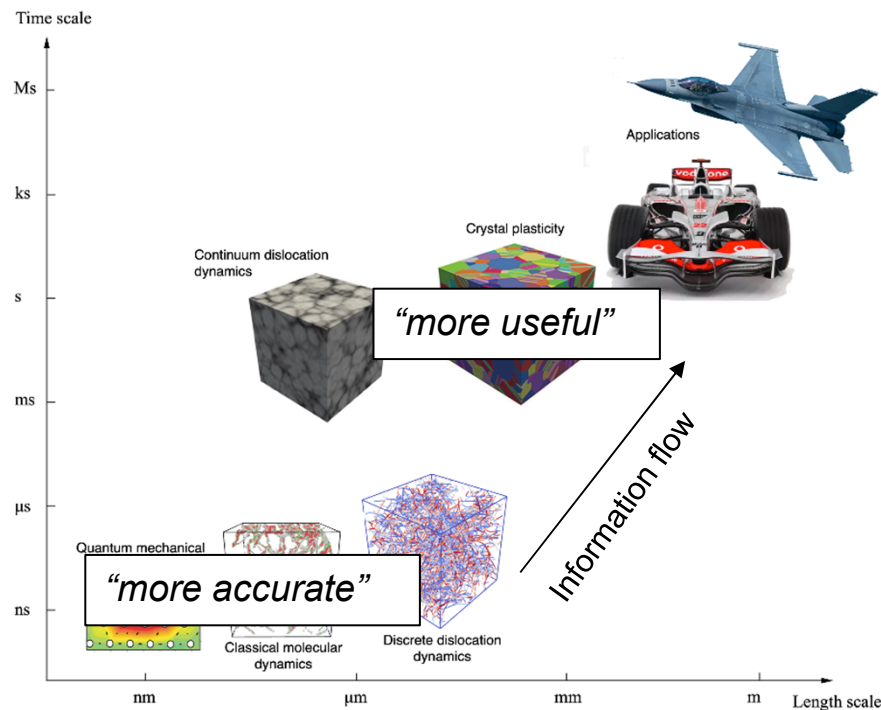 Time scale
Ms
Applications
ks
vodafone
Crystal plasticity
Continuum dislocation
dynamics
s
“more useful”
ms
Information flow
μs
Quantum mechanical
“more accurate”
ns
Classical molecular
dynamics
Discrete dislocation
dynamics
nm
μm
mm
m
Length scale